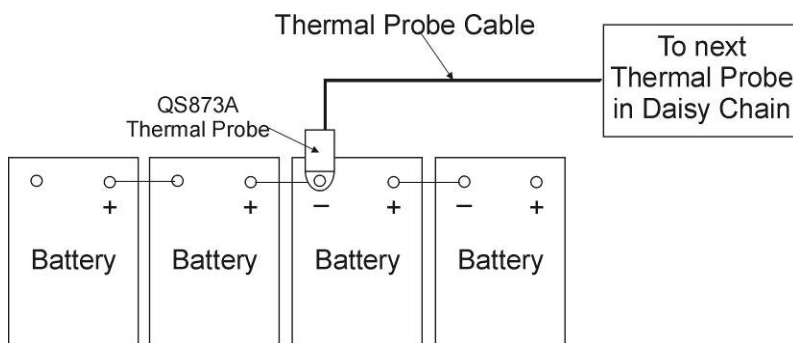 Thermal Probe Cable
To next
Thermal Probe
in Daisy Chain
QS873A
Thermal Probe
+ + − + − +
Battery Battery Battery Battery